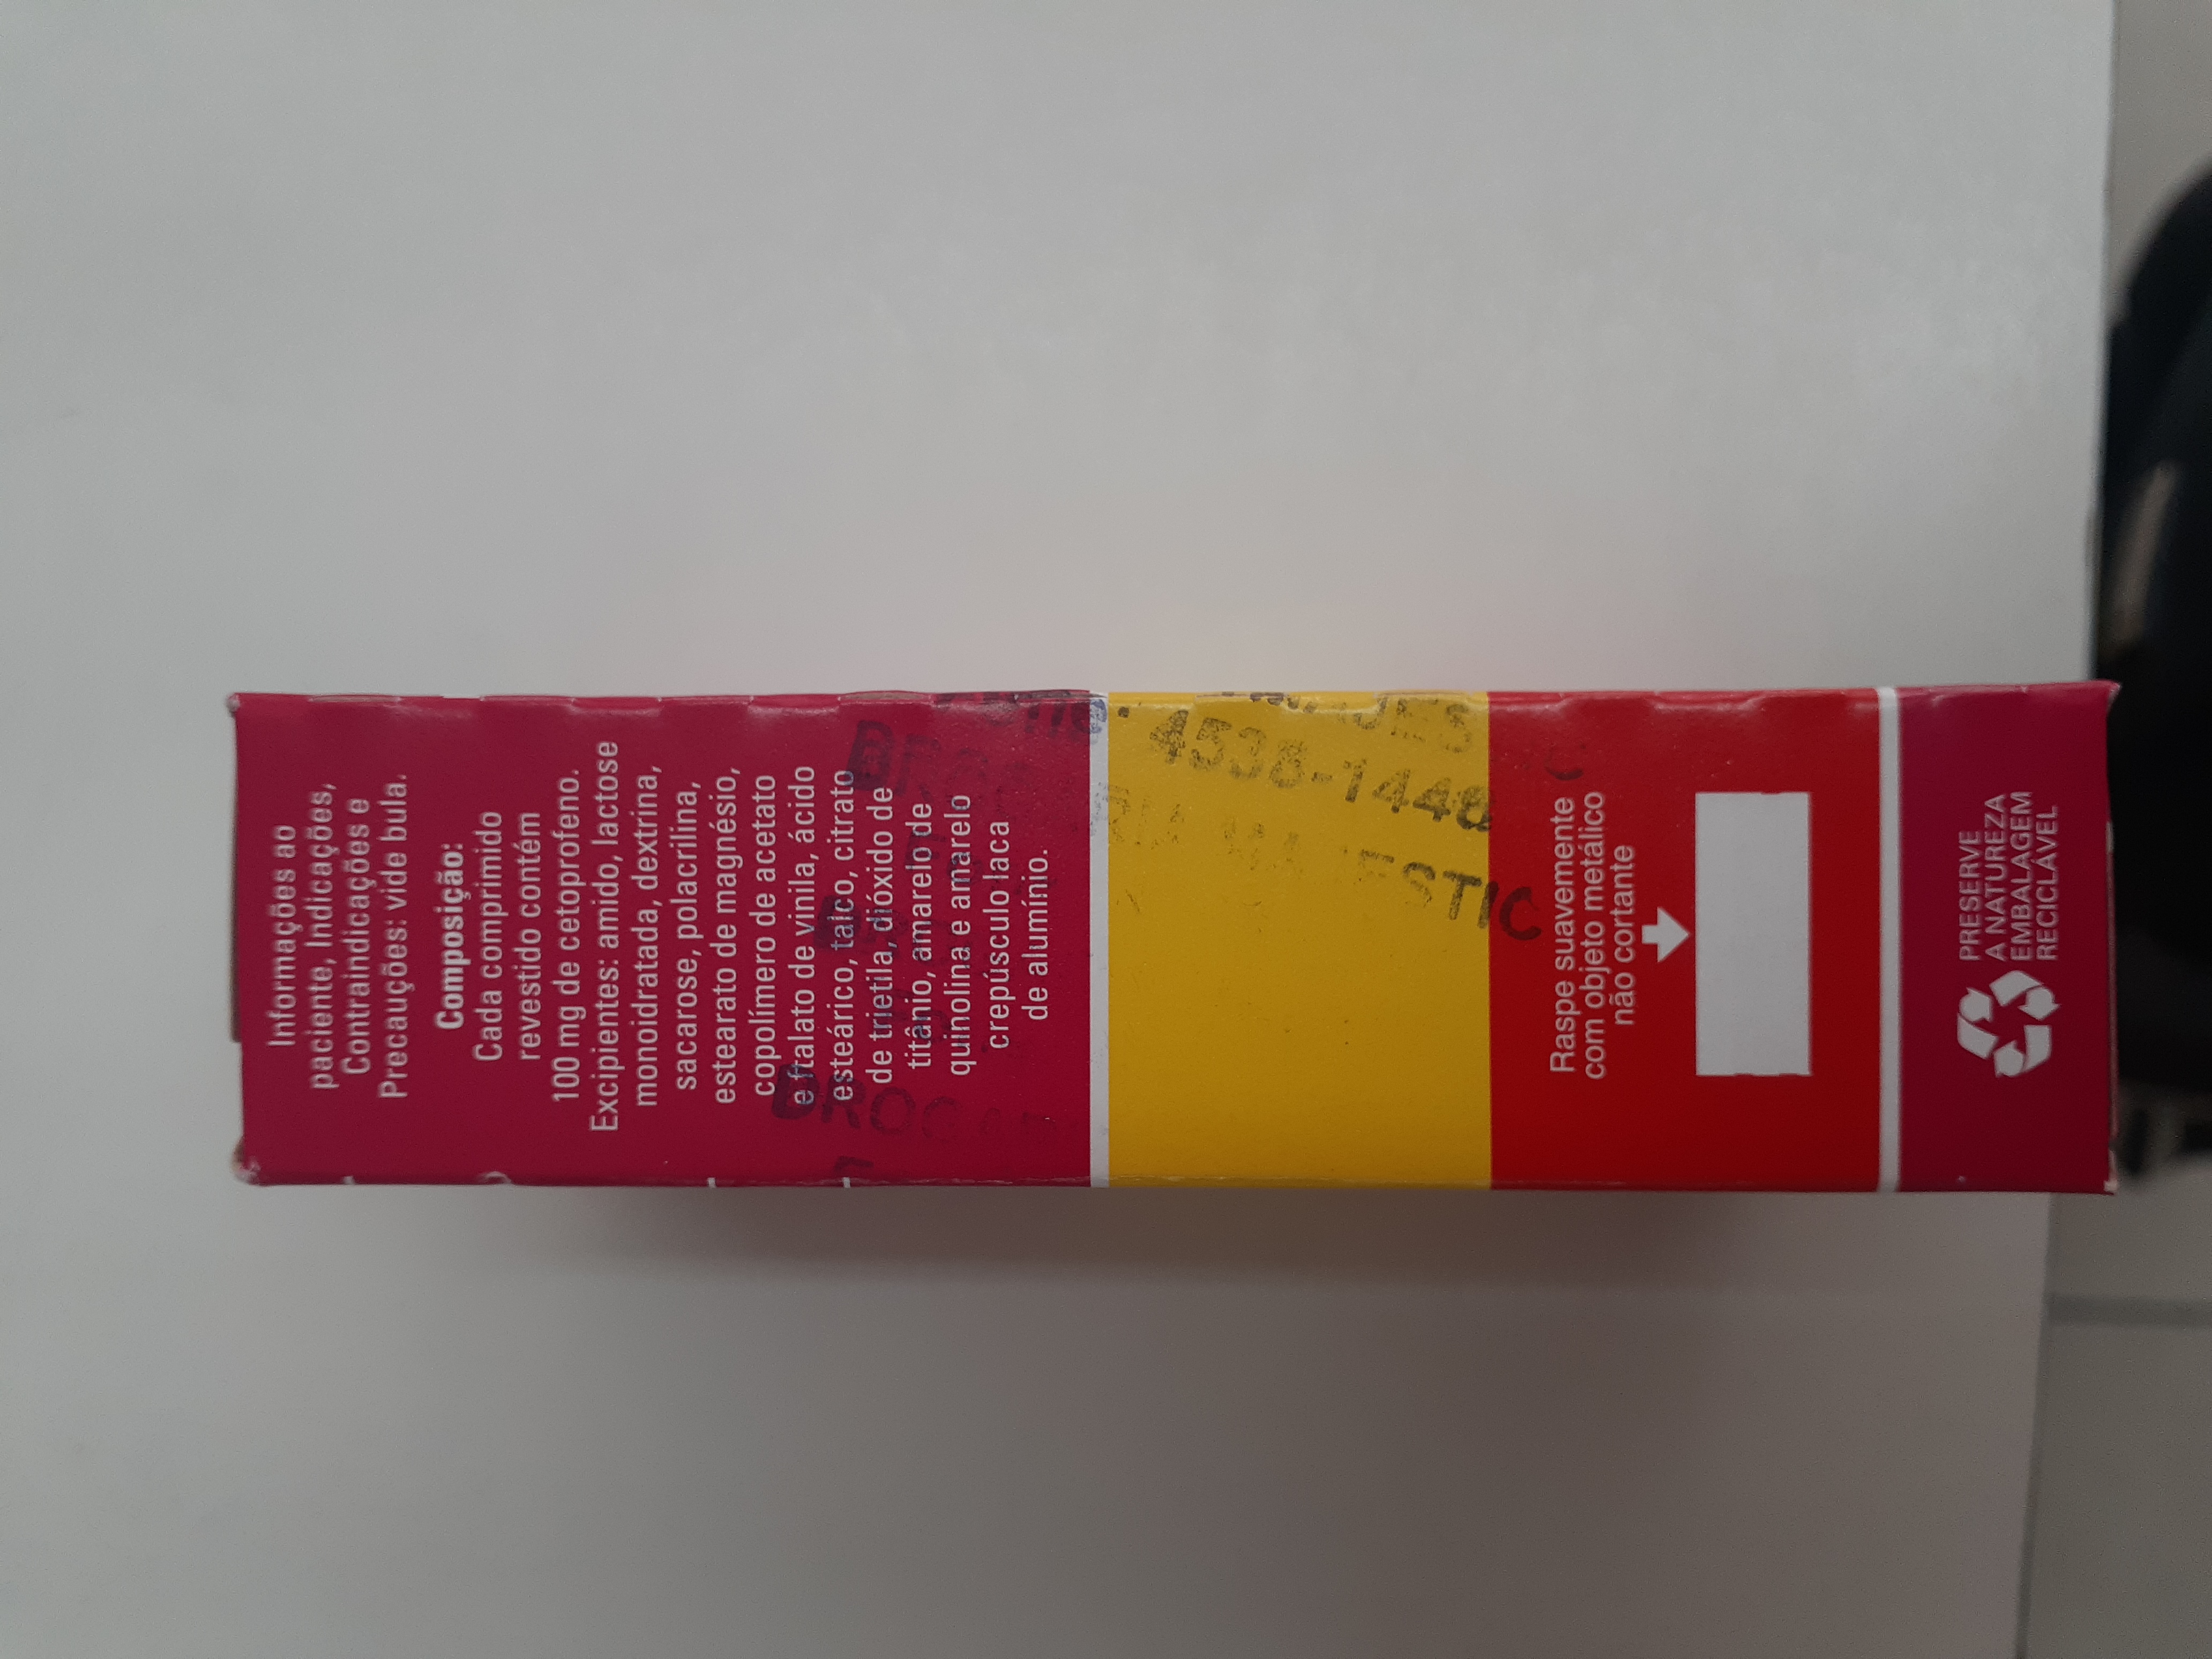 Informações ao
paciente, Indicações,
Contraindicações e
Precauções: vide bula.
Composição:
Cada comprimido
revestido contém
100 mg de cetoprofeno.
Excipientes: amido, lactose
monoidratada, dextrina,
sacarose, polacrilina,
estearato de magnésio,
copolímero de acetato
e ftalato de vinila, ácido
esteárico, talco, citrato
de trietila, dióxido de
titânio, amarelo de
quinolina e amarelo
crepúsculo laca
de alumínio.
Raspe suavemente
com objeto metálico
não cortante
PRESERVE
A NATUREZA
EMBALAGEM
RECICLÁVEL